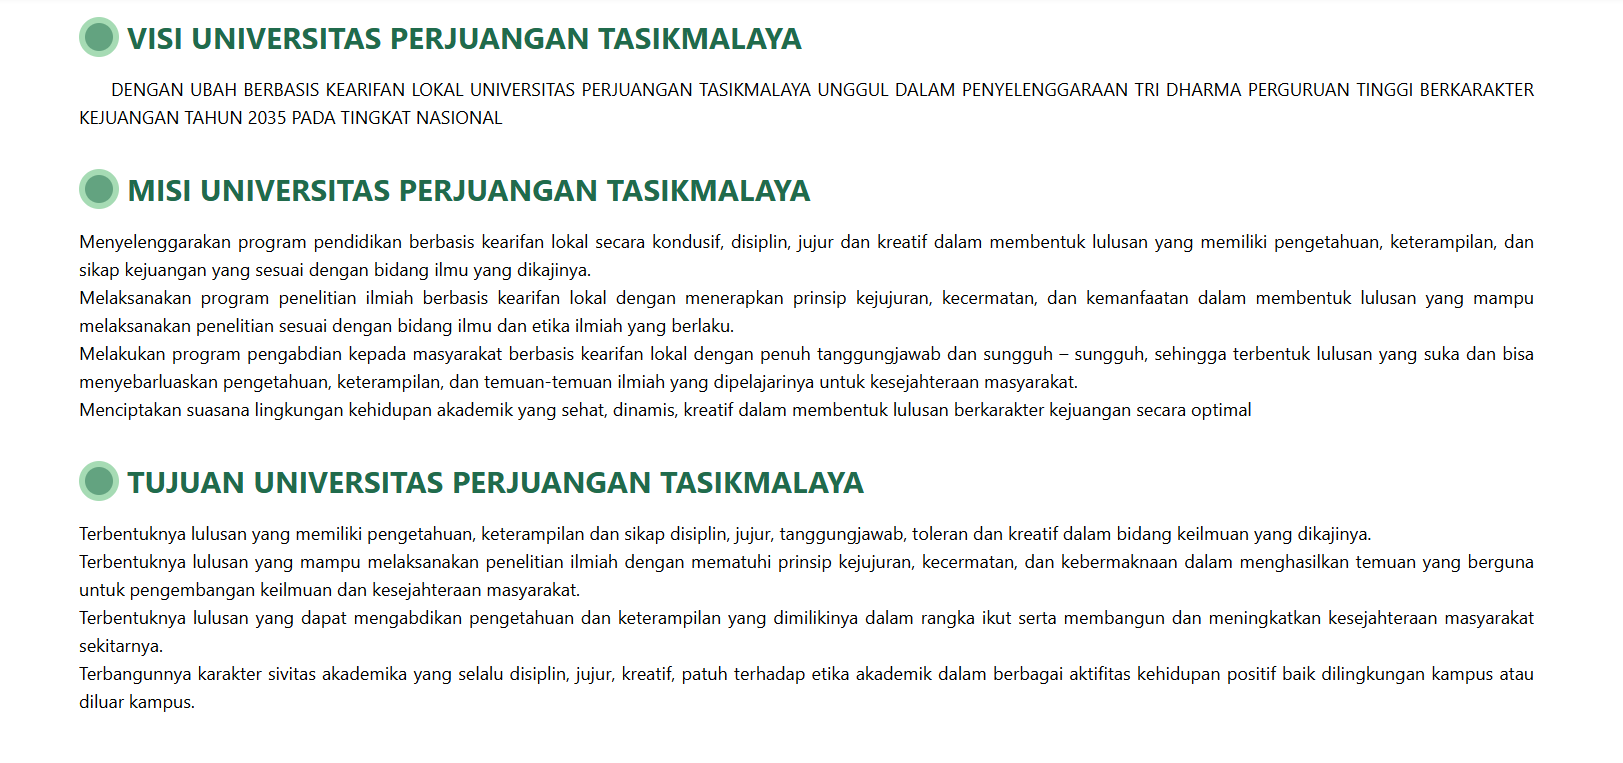 VISI UNIVERSITAS PERJUANGAN TASIKMALAYA
DENGAN UBAH BERBASIS KEARIFAN LOKAL UNIVERSITAS PERJUANGAN TASIKMALAYA UNGGUL DALAM PENYELENGGARAAN TRI DHARMA PERGURUAN TINGGI BERKARAKTER
KEJUANGAN TAHUN 2035 PADA TINGKAT NASIONAL
MISI UNIVERSITAS PERJUANGAN TASIKMALAYA
Menyelenggarakan program pendidikan berbasis kearifan lokal secara kondusif, disiplin, jujur dan kreatif dalam membentuk lulusan yang memiliki pengetahuan, keterampilan, dan
sikap kejuangan yang sesuai dengan bidang ilmu yang dikajinya.
Melaksanakan program penelitian ilmiah berbasis kearifan lokal dengan menerapkan prinsip kejujuran, kecermatan, dan kemanfaatan dalam membentuk lulusan yang mampu
melaksanakan penelitian sesuai dengan bidang ilmu dan etika ilmiah yang berlaku.
Melakukan program pengabdian kepada masyarakat berbasis kearifan lokal dengan penuh tanggungjawab dan sungguh – sungguh, sehingga terbentuk lulusan yang suka dan bisa
menyebarluaskan pengetahuan, keterampilan, dan temuan-temuan ilmiah yang dipelajarinya untuk kesejahteraan masyarakat.
Menciptakan suasana lingkungan kehidupan akademik yang sehat, dinamis, kreatif dalam membentuk lulusan berkarakter kejuangan secara optimal
TUJUAN UNIVERSITAS PERJUANGAN TASIKMALAYA
Terbentuknya lulusan yang memiliki pengetahuan, keterampilan dan sikap disiplin, jujur, tanggungjawab, toleran dan kreatif dalam bidang keilmuan yang dikajinya.
Terbentuknya lulusan yang mampu melaksanakan penelitian ilmiah dengan mematuhi prinsip kejujuran, kecermatan, dan kebermaknaan dalam menghasilkan temuan yang berguna
untuk pengembangan keilmuan dan kesejahteraan masyarakat.
Terbentuknya lulusan yang dapat mengabdikan pengetahuan dan keterampilan yang dimilikinya dalam rangka ikut serta membangun dan meningkatkan kesejahteraan masyarakat
sekitarnya.
Terbangunnya karakter sivitas akademika yang selalu disiplin, jujur, kreatif, patuh terhadap etika akademik dalam berbagai aktifitas kehidupan positif baik dilingkungan kampus atau
diluar kampus.